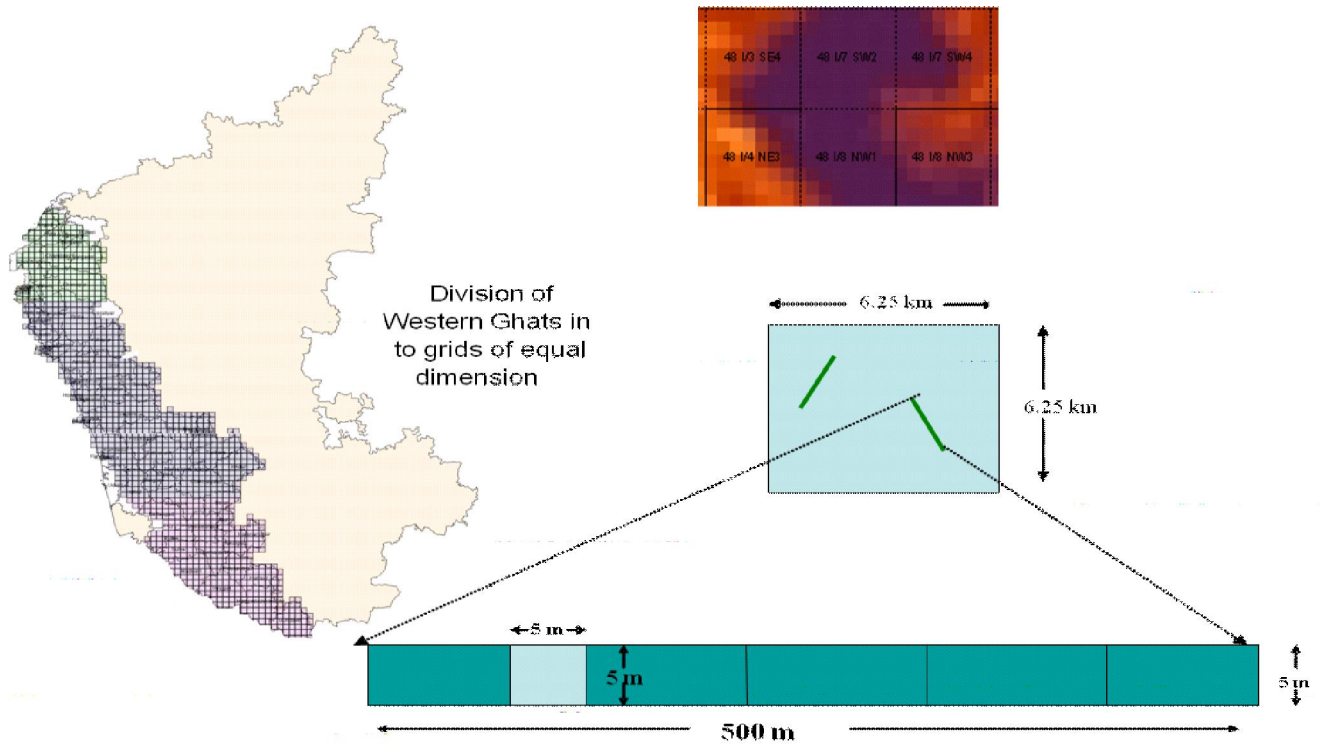 48 I/3 SE4
48 I/7 SW2
48 I/7 SW4
48 I/4 NE3
48 I/8 NW1
48 I/8 NW3
Division of
Western Ghats in
to grids of equal
dimension
6.25 km
6.25 km
5 m
5 m
5 m
500 m